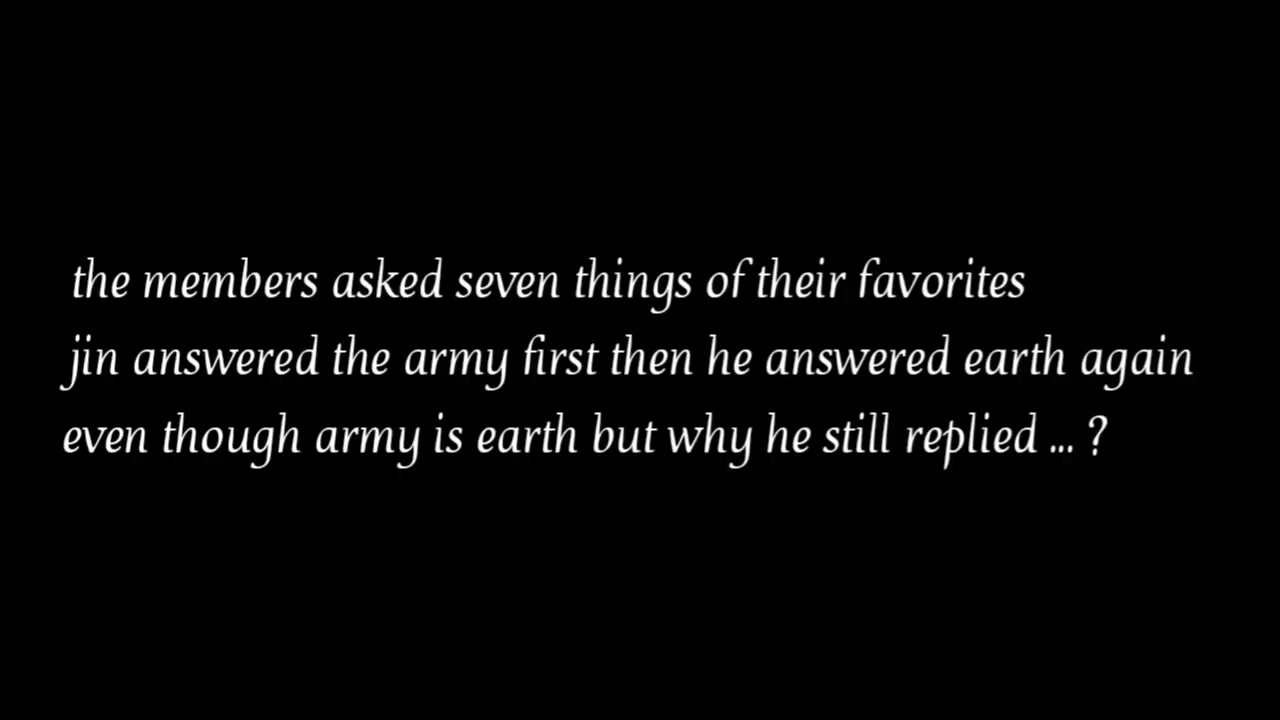 the members asked seven things of their favorites
jin answered the army first then he answered earth again
even though army is earth but why he still replied ... ?